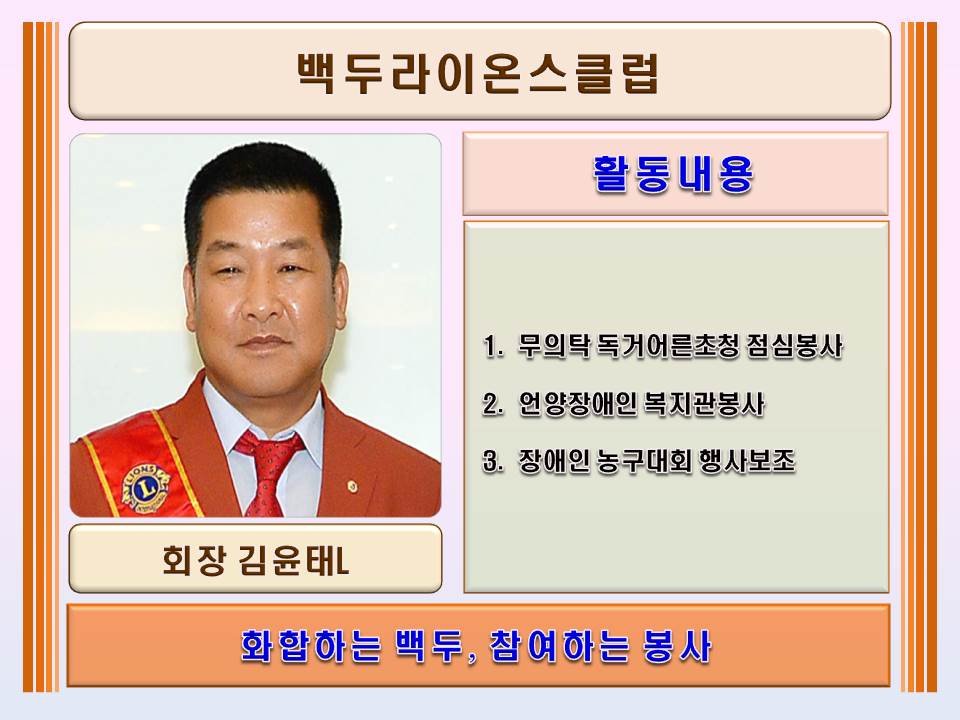 백두라이온스클럽
활동내용
1. 무의탁 독거어른초청 점심봉사
2. 언양장애인 복지관봉사
3. 장애인 농구대회 행사보조
LIONS
L
회장 김윤태L
화합하는 백두, 참여하는 봉사